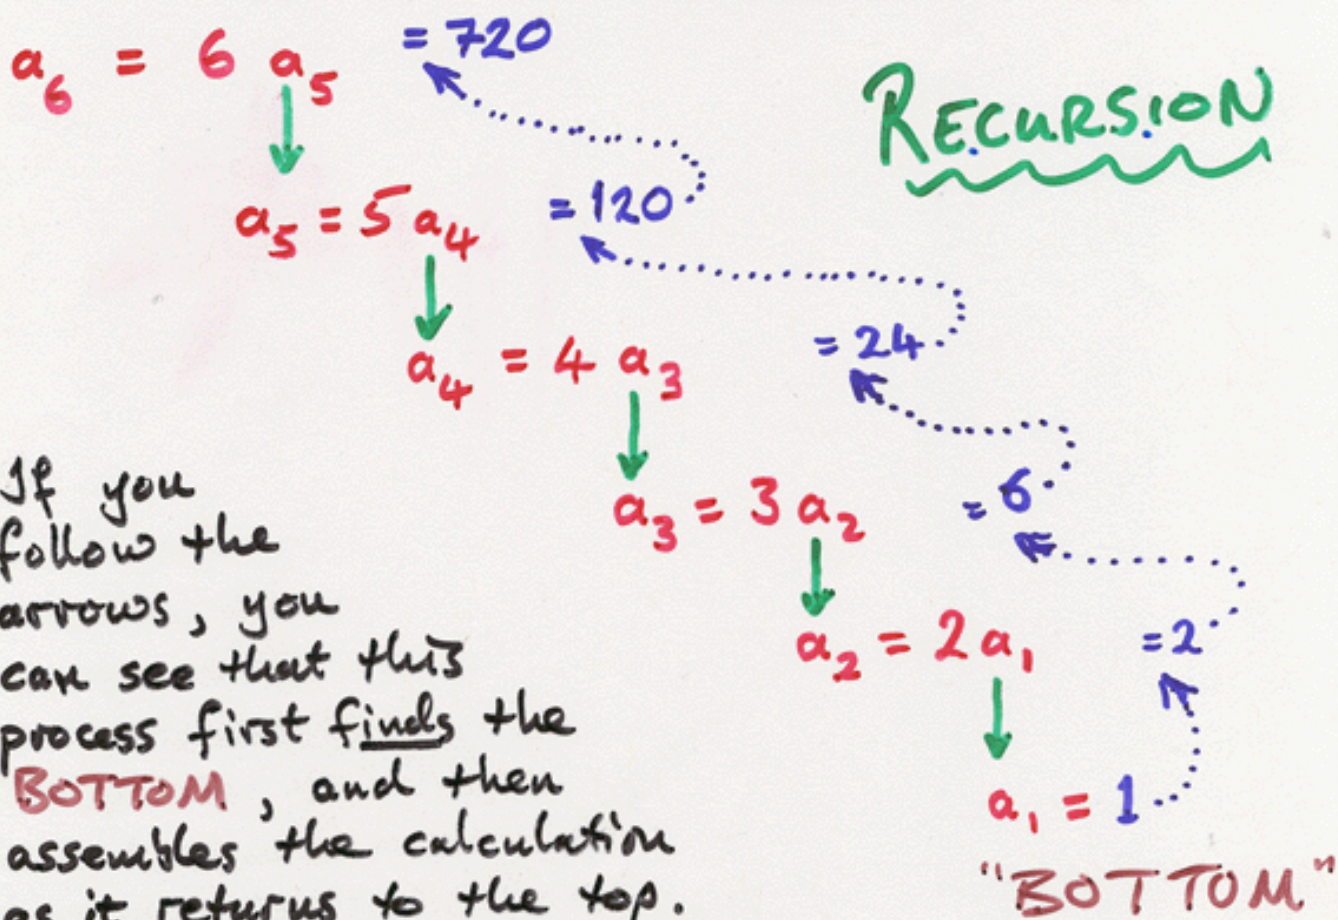 a₆ = 6 a₅ = 720
RECURSION
a₅ = 5 a₄ = 120
a₄ = 4 a₃ = 24
a₃ = 3 a₂ = 6
a₂ = 2 a₁ = 2
a₁ = 1
"BOTTOM"
If you
follow the
arrows, you
can see that this
process first finds the
BOTTOM, and then
assembles the calculation
as it returns to the top.